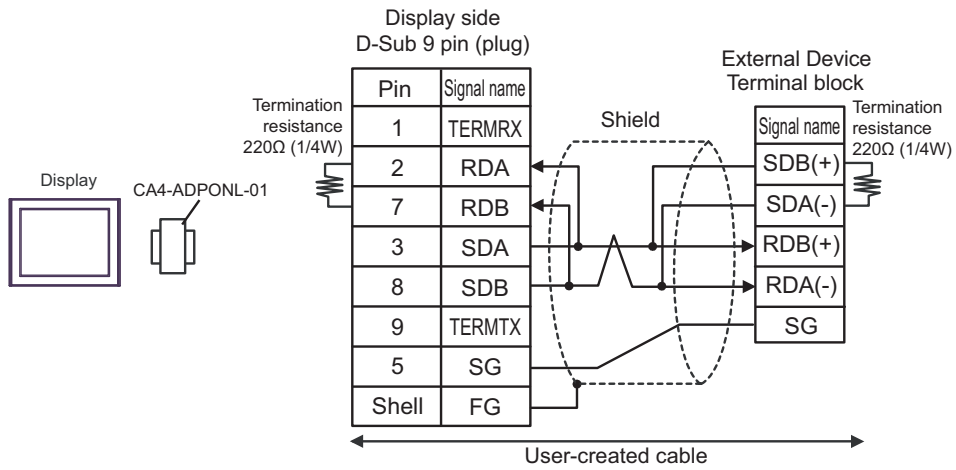 Display side
D-Sub 9 pin (plug)
External Device
Terminal block
Pin Signal name
Termination
resistance
220Ω (1/4W)
1 TERMRX
2 RDA
7 RDB
3 SDA
8 SDB
9 TERMTX
5 SG
Shell FG
Shield
Signal name
SDB(+)
SDA(-)
RDB(+)
RDA(-)
SG
Termination
resistance
220Ω (1/4W)
Display
CA4-ADPONL-01
User-created cable